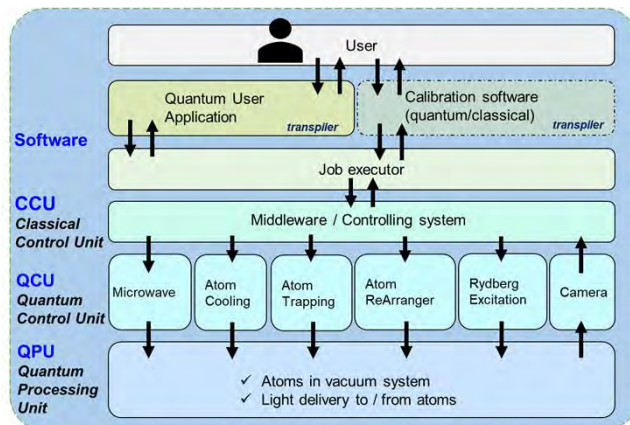 User
Quantum User
Application
transpiler
Calibration software
(quantum/classical)
transpiler
Software
Job executor
CCU
Classical
Control Unit
Middleware / Controlling system
QCU
Quantum
Control Unit
Microwave
Atom
Cooling
Atom
Trapping
Atom
ReArranger
Rydberg
Excitation
Camera
QPU
Quantum
Processing
Unit
✓ Atoms in vacuum system
✓ Light delivery to / from atoms